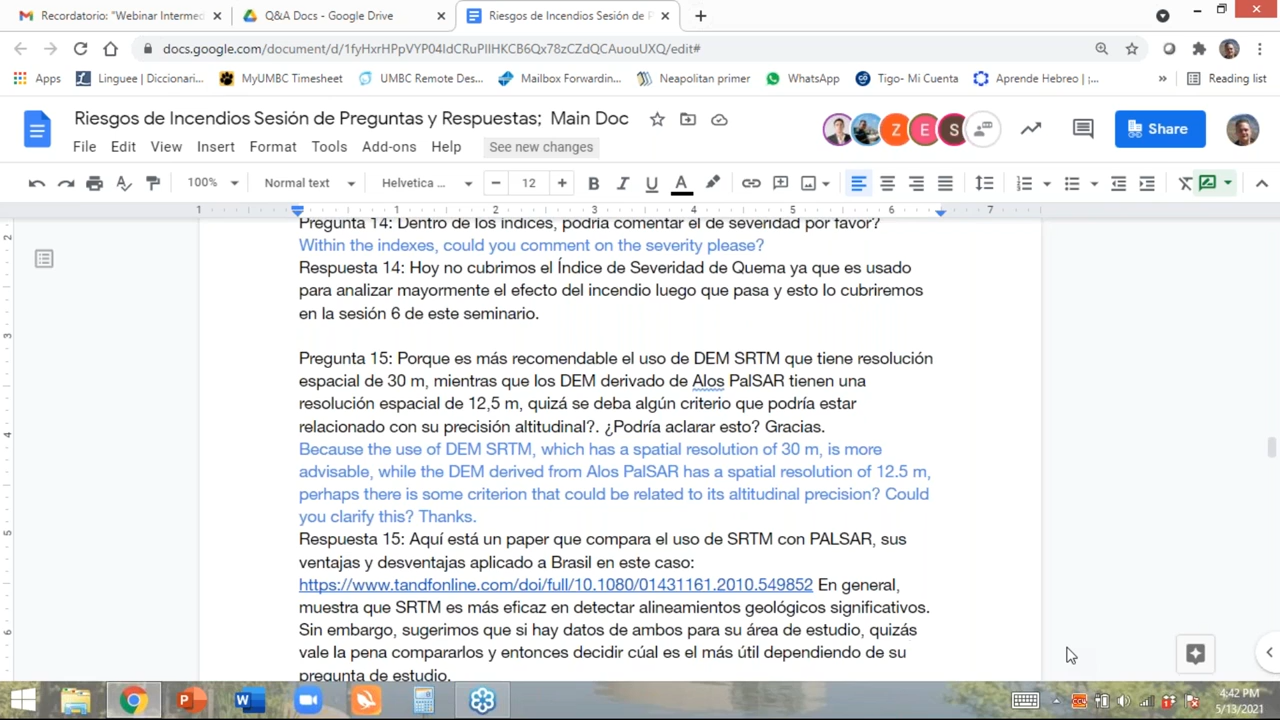 Recordatorio: "Webinar Intermed
Q&A Docs - Google Drive
Riesgos de Incendios Sesión de P
docs.google.com/document/d/1fyHxrHPpVYP04IdCRuPIIHKCB6Qx78zCZdQCAuouUXQ/edit#
Apps
Linguee | Diccionari...
MyUMBC Timesheet
UMBC Remote Des...
Mailbox Forwardin...
Neapolitan primer
WhatsApp
Tigo- Mi Cuenta
Aprende Hebreo | ¡...
»
Reading list
Riesgos de Incendios Sesión de Preguntas y Respuestas; Main Doc
Z
E
S
Share
File Edit View Insert Format Tools Add-ons Help See new changes
100% Normal text Helvetica ... 12 B I U A
1 1 2 3 4 5 6 7
2
3
4
5
6
Pregunta 14: Dentro de los índices, podría comentar el de severidad por favor?
Within the indexes, could you comment on the severity please?
Respuesta 14: Hoy no cubrimos el Índice de Severidad de Quema ya que es usado
para analizar mayormente el efecto del incendio luego que pasa y esto lo cubriremos
en la sesión 6 de este seminario.
Pregunta 15: Porque es más recomendable el uso de DEM SRTM que tiene resolución
espacial de 30 m, mientras que los DEM derivado de Alos PalSAR tienen una
resolución espacial de 12,5 m, quizá se deba algún criterio que podría estar
relacionado con su precisión altitudinal?. ¿Podría aclarar esto? Gracias.
Because the use of DEM SRTM, which has a spatial resolution of 30 m, is more
advisable, while the DEM derived from Alos PalSAR has a spatial resolution of 12.5 m,
perhaps there is some criterion that could be related to its altitudinal precision? Could
you clarify this? Thanks.
Respuesta 15: Aquí está un paper que compara el uso de SRTM con PALSAR, sus
ventajas y desventajas aplicado a Brasil en este caso:
https://www.tandfonline.com/doi/full/10.1080/01431161.2010.549852 En general,
muestra que SRTM es más eficaz en detectar alineamientos geológicos significativos.
Sin embargo, sugerimos que si hay datos de ambos para su área de estudio, quizás
vale la pena compararlos y entonces decidir cúal es el más útil dependiendo de su
pregunta de estudio.
4:42 PM
5/13/2021